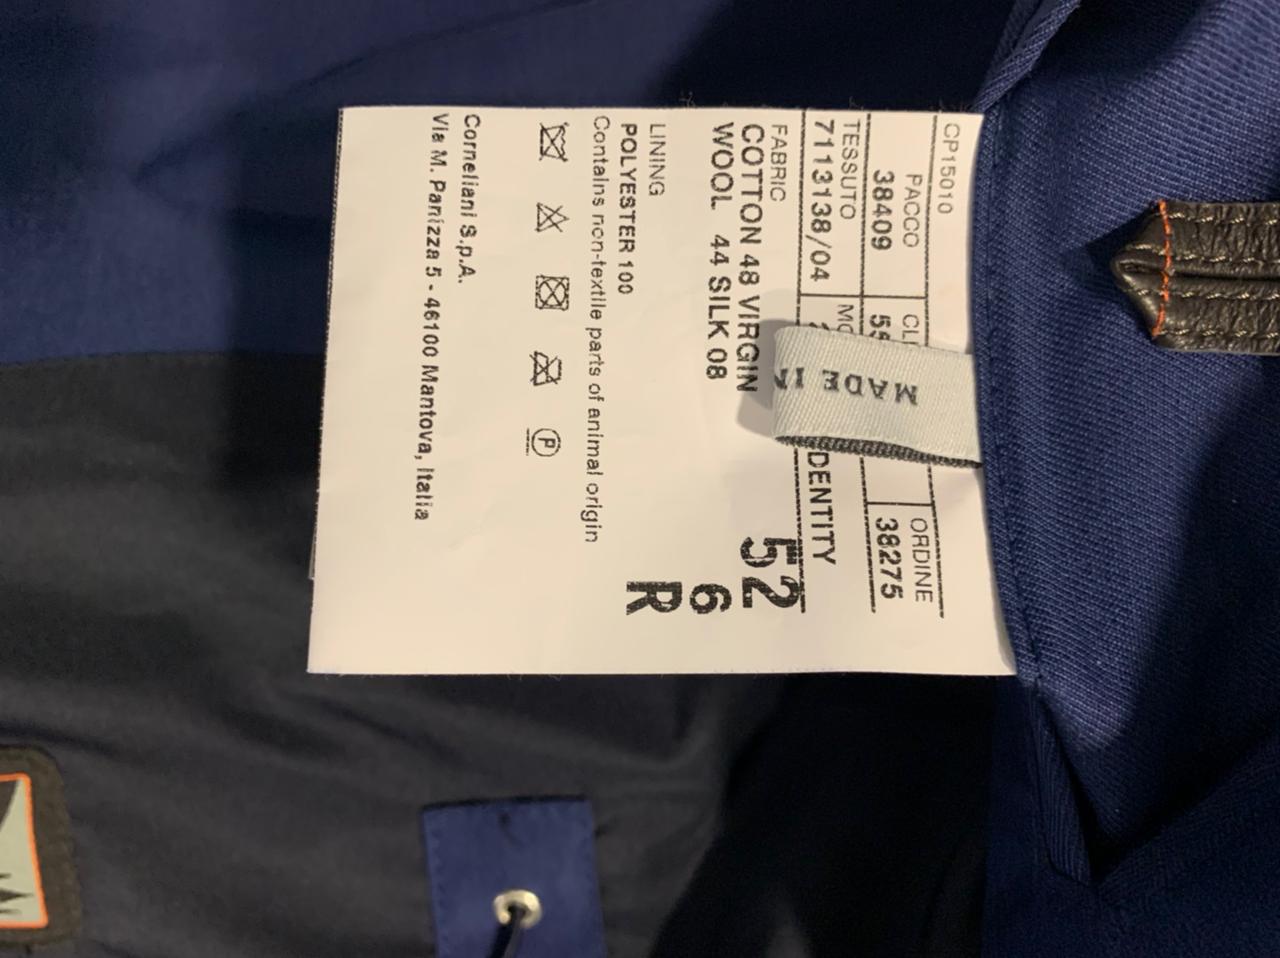 CP15010
PACCO
ORDINE
38409
38275
TESSUTO
7113138/04
DENTITY
FABRIC
COTTON 48 VIRGIN
WOOL 44 SILK 08
52
6
R
LINING
POLYESTER 100
Contains non-textile parts of animal origin
P
Corneliani S.p.A.
Via M. Panizza 5 - 46100 Mantova, Italia
MADE IN